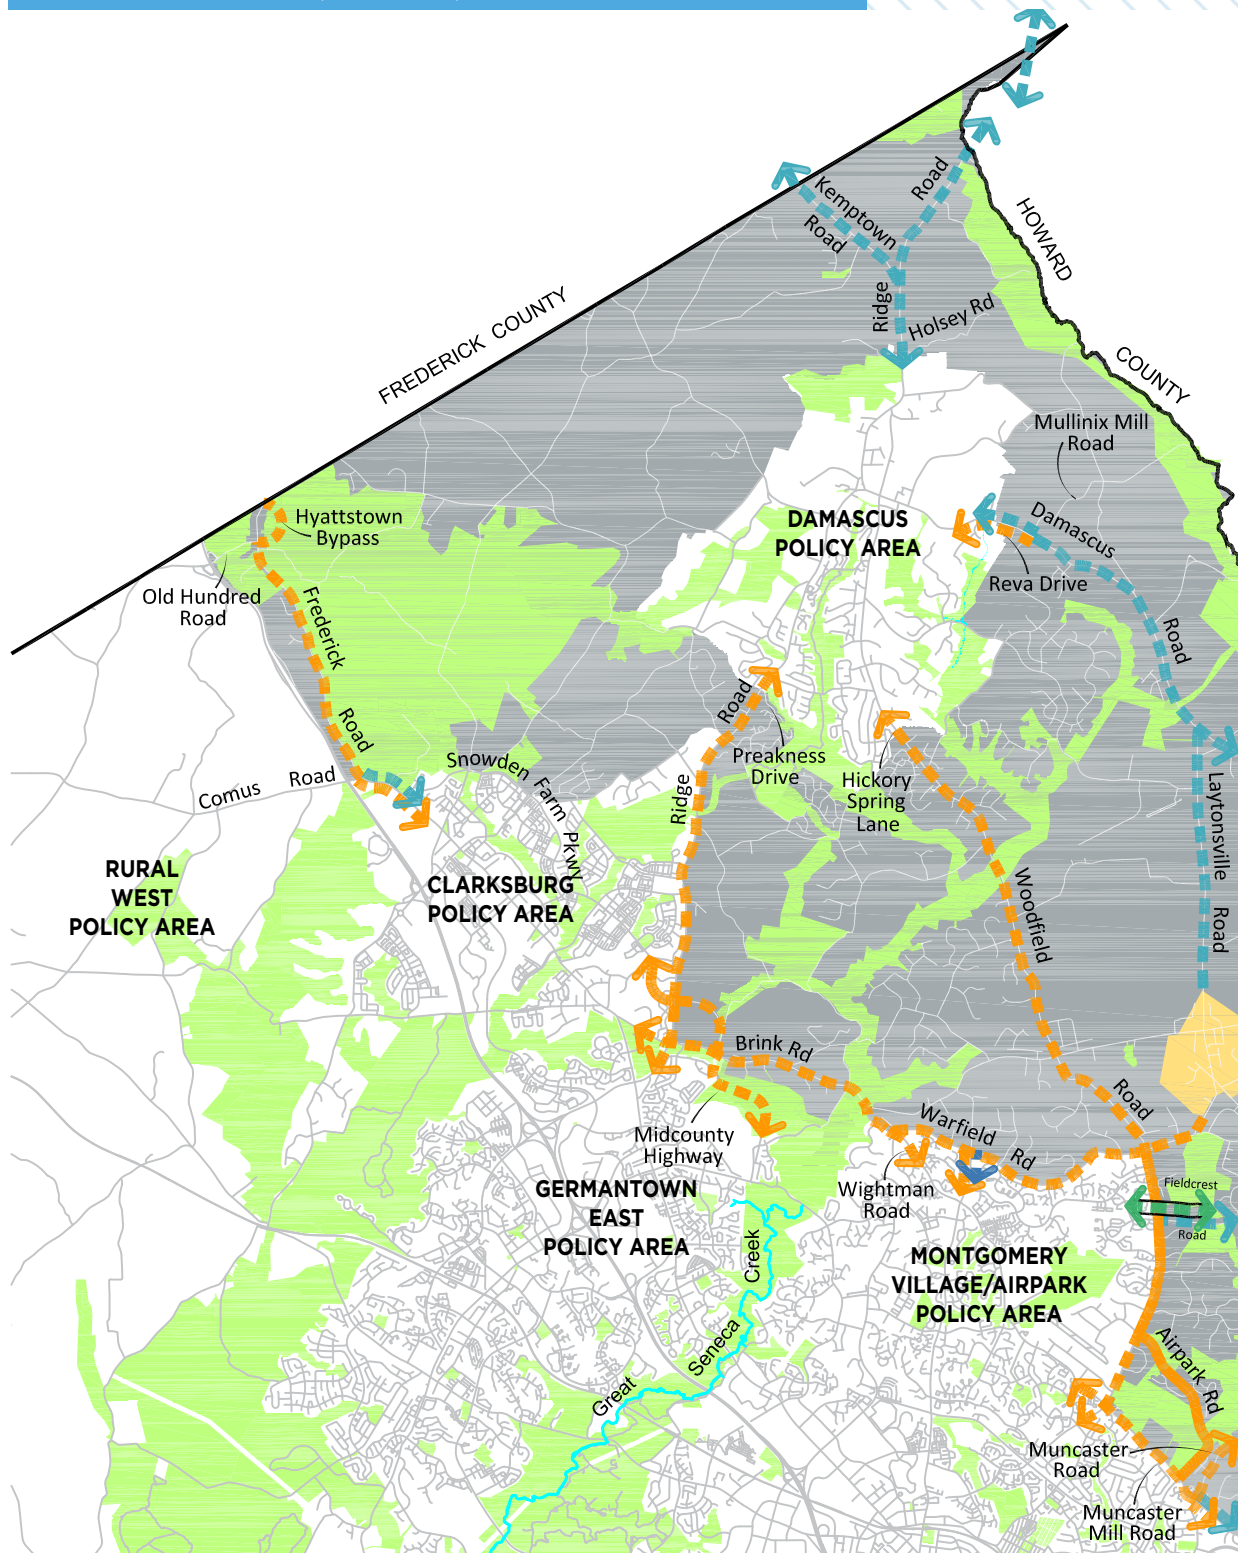 Kemptown
Road
Road
HOWARD
COUNTY
Ridge
Holsey Rd
FREDERICK COUNTY
Mullinix Mill
Road
Hyattstown
Bypass
DAMASCUS
POLICY AREA
Damascus
Road
Reva Drive
Old Hundred
Road
Frederick
Road
Ridge
Road
Preakness
Drive
Hickory
Spring
Lane
Snowden Farm Pkwy
Comus Road
Laytonsville
Road
RURAL
WEST
POLICY AREA
CLARKSBURG
POLICY AREA
Woodfield
Road
Brink Rd
Warfield Rd
Midcounty
Highway
Wightman
Road
Fieldcrest
Road
GERMANTOWN
EAST
POLICY AREA
MONTGOMERY
VILLAGE/AIRPARK
POLICY AREA
Great Seneca Creek
Airpark Rd
Muncaster
Road
Muncaster
Mill Road